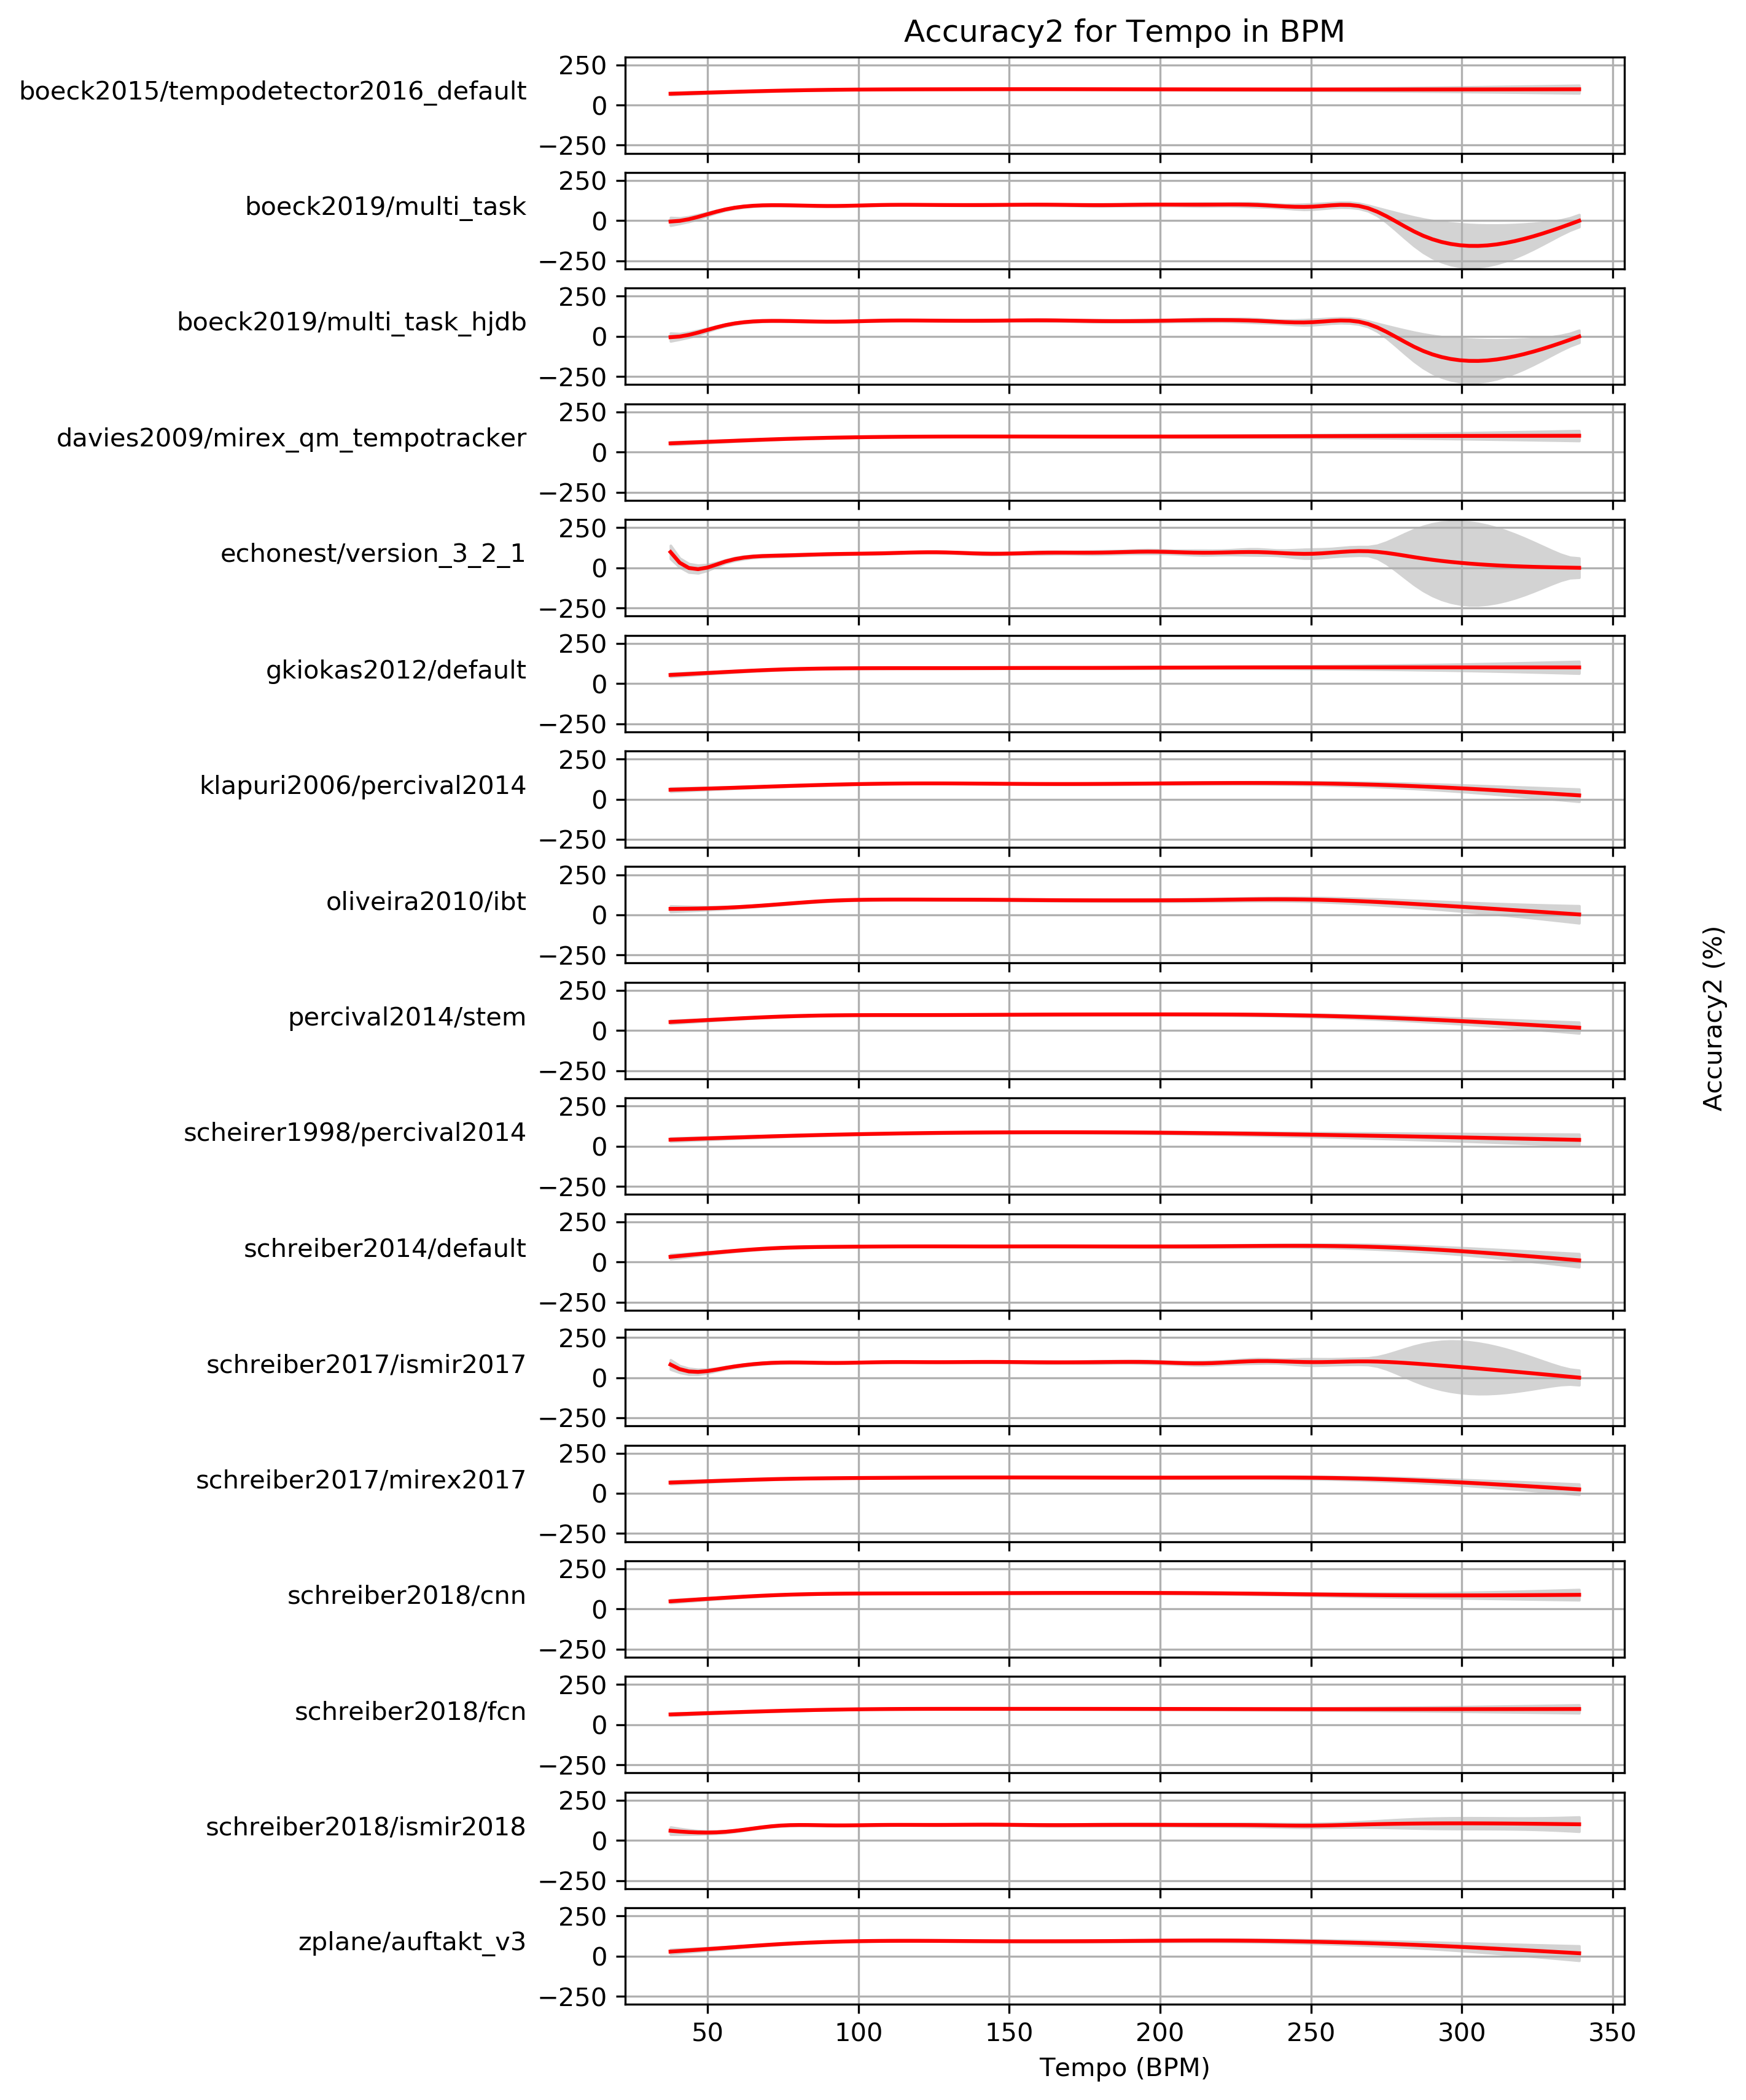 Accuracy2 for Tempo in BPM
boeck2015/tempodetector2016_default
250
0
−250
boeck2019/multi_task
250
0
−250
boeck2019/multi_task_hjdb
250
0
−250
davies2009/mirex_qm_tempotracker
250
0
−250
echonest/version_3_2_1
250
0
−250
gkiokas2012/default
250
0
−250
klapuri2006/percival2014
250
0
−250
oliveira2010/ibt
250
0
−250
percival2014/stem
250
0
−250
scheirer1998/percival2014
250
0
−250
schreiber2014/default
250
0
−250
schreiber2017/ismir2017
250
0
−250
schreiber2017/mirex2017
250
0
−250
schreiber2018/cnn
250
0
−250
schreiber2018/fcn
250
0
−250
schreiber2018/ismir2018
250
0
−250
zplane/auftakt_v3
250
0
−250
50 100 150 200 250 300 350
Tempo (BPM)
Accuracy2 (%)